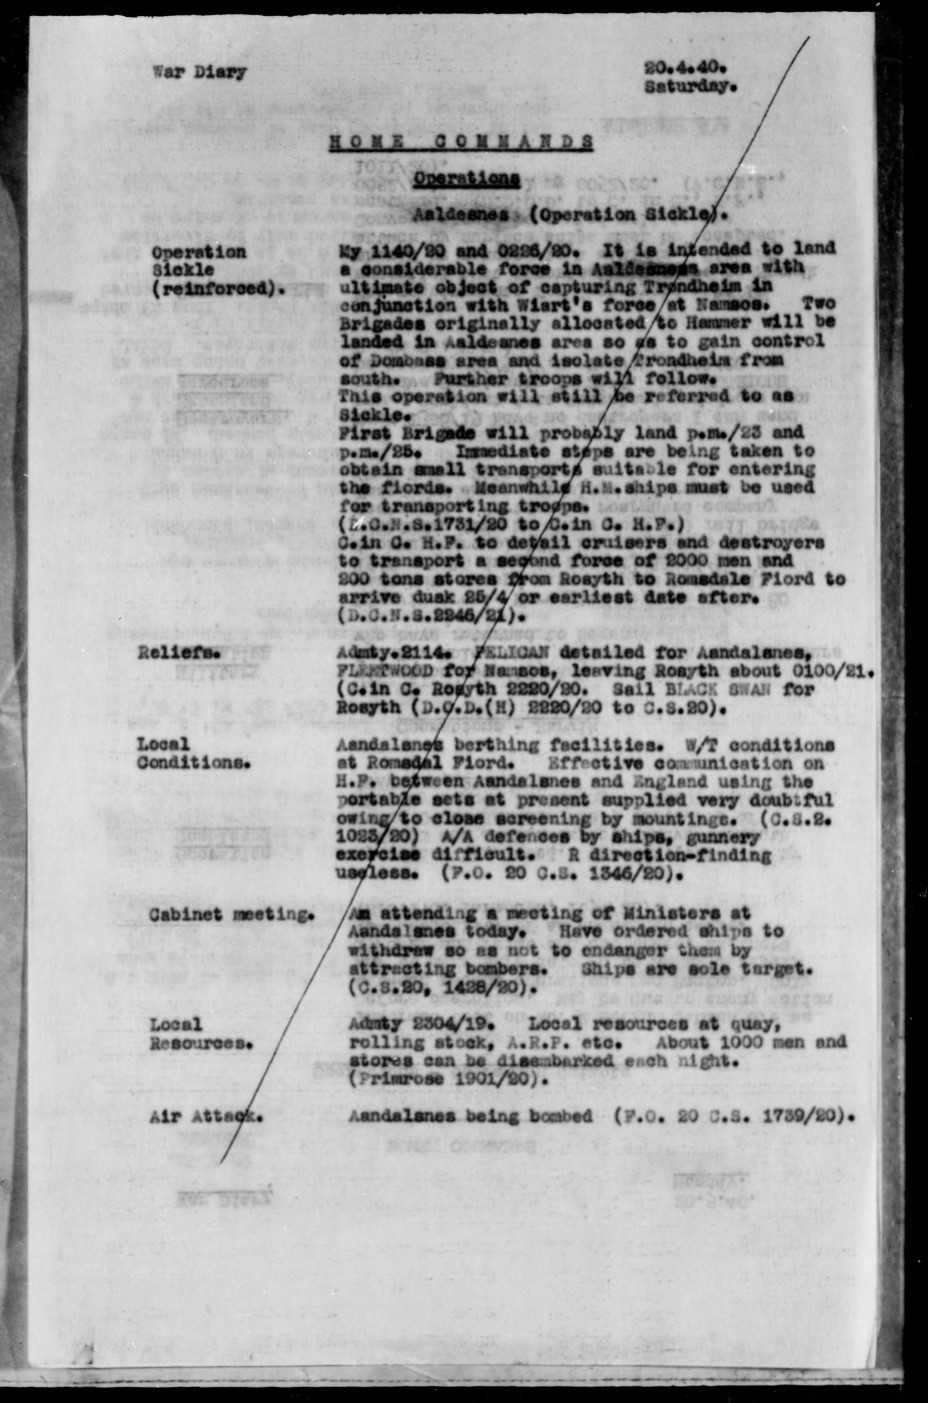 War Diary
20.4.40.
Saturday.
HOME COMMANDS
Operations
Aaldesnes (Operation Sickle).
Operation
Sickle
(reinforced).
My 1140/20 and 0226/20. It is intended to land
a considerable force in Aaldesness area with
ultimate object of capturing Trondheim in
conjunction with Wiart's force at Namsos. Two
Brigades originally allocated to Hammer will be
landed in Aaldesnes area so as to gain control
of Dombass area and isolate Trondheim from
south. Further troops will follow.
This operation will still be referred to as
Sickle.
First Brigade will probably land p.m./23 and
p.m./25. Immediate steps are being taken to
obtain small transports suitable for entering
the fiords. Meanwhile H.M.ships must be used
for transporting troops.
(D.C.N.S.1731/20 to C.in C. H.F.)
C.in C. H.F. to detail cruisers and destroyers
to transport a second force of 2000 men and
200 tons stores from Rosyth to Romsdale Fiord to
arrive dusk 25/4 or earliest date after.
(D.C.N.S.2246/21).
Reliefs.
Admty.2114. PELICAN detailed for Aandalsnes,
FLEETWOOD for Namsos, leaving Rosyth about 0100/21.
(C.in C. Rosyth 2220/20. Sail BLACK SWAN for
Rosyth (D.O.D.(H) 2220/20 to C.S.20).
Local
Conditions.
Aandalsnes berthing facilities. W/T conditions
at Romsdal Fiord. Effective communication on
H.F. between Aandalsnes and England using the
portable sets at present supplied very doubtful
owing to close screening by mountings. (C.S.2.
1023/20) A/A defences by ships, gunnery
exercise difficult. R direction-finding
useless. (F.O. 20 C.S. 1346/20).
Cabinet meeting.
Am attending a meeting of Ministers at
Aandalsnes today. Have ordered ships to
withdraw so as not to endanger them by
attracting bombers. Ships are sole target.
(C.S.20, 1428/20).
Local
Resources.
Admty 2304/19. Local resources at quay,
rolling stock, A.R.P. etc. About 1000 men and
stores can be disembarked each night.
(Primrose 1901/20).
Air Attack.
Aandalsnes being bombed (F.O. 20 C.S. 1739/20).